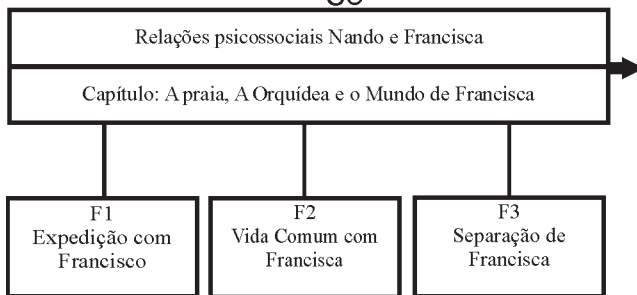 Relações psicossociais Nando e Francisca
Capítulo: A praia, A Orquídea e o Mundo de Francisca
F1
Expedição com
Francisco
F2
Vida Comum com
Francisca
F3
Separação de
Francisca